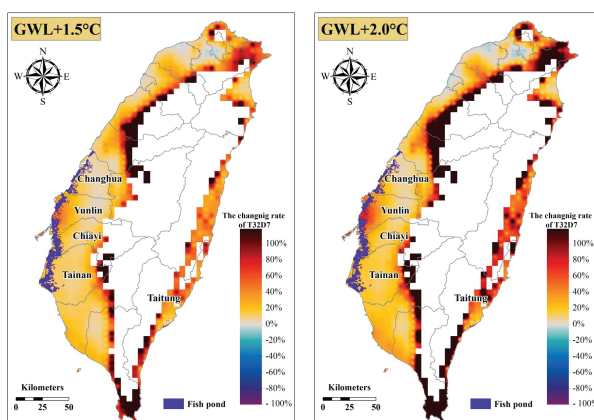 GWL+1.5°C
N
W
E
S
Changhua
Yunlin
Chiayi
Tainan
Taitung
The changnig rate
of T32D7
100%
80%
60%
40%
20%
0%
-20%
-40%
-60%
-80%
- 100%
Kilometers
0
25
50
Fish pond
GWL+2.0°C
N
W
E
S
Changhua
Yunlin
Chiayi
Tainan
Taitung
The changnig rate
of T32D7
100%
80%
60%
40%
20%
0%
-20%
-40%
-60%
-80%
- 100%
Kilometers
0
25
50
Fish pond